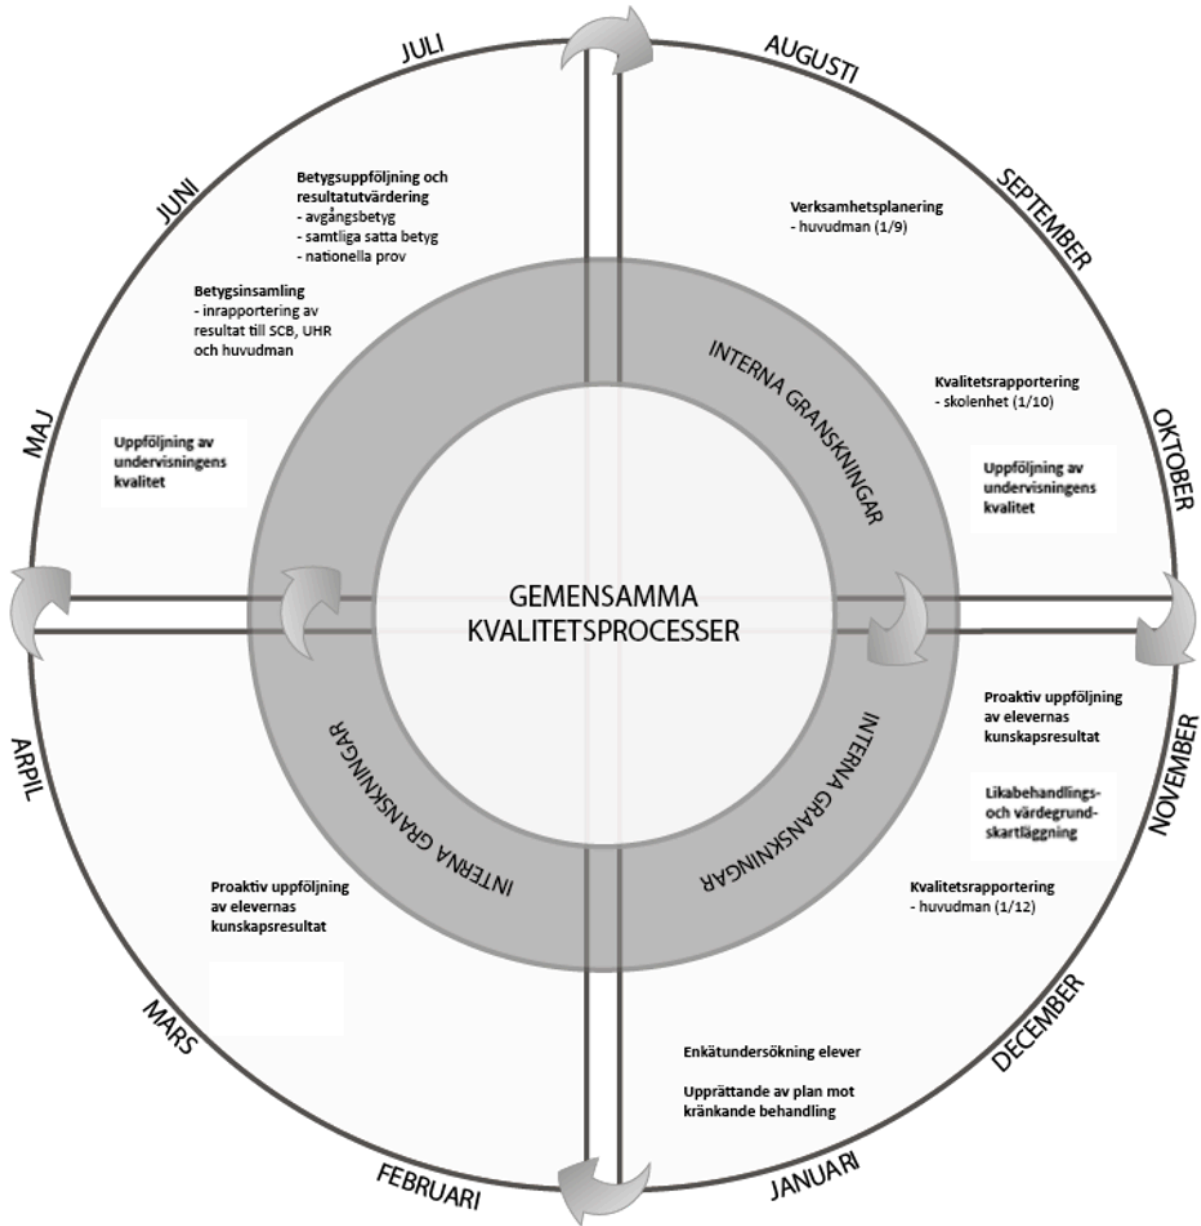 JULI
AUGUSTI
JUNI
SEPTEMBER
Betygsuppföljning och
resultatutvärdering
- avgångsbetyg
- samtliga satta betyg
- nationella prov
Verksamhetsplanering
- huvudman (1/9)
Betygsinsamling
- inrapportering av
resultat till SCB, UHR
och huvudman
INTERNA GRANSKNINGAR
Kvalitetsrapportering
- skolenhet (1/10)
MAJ
OKTOBER
Uppföljning av
undervisningens
kvalitet
Uppföljning av
undervisningens
kvalitet
GEMENSAMMA
KVALITETSPROCESSER
Proaktiv uppföljning
av elevernas
kunskapsresultat
ARPIL
NOVEMBER
INTERNA GRANSKNINGAR
INTERNA GRANSKNINGAR
Likabehandlings-
och värdegrund-
skartläggning
Proaktiv uppföljning
av elevernas
kunskapsresultat
Kvalitetsrapportering
- huvudman (1/12)
MARS
DECEMBER
Enkätundersökning elever
Upprättande av plan mot
kränkande behandling
FEBRUARI
JANUARI